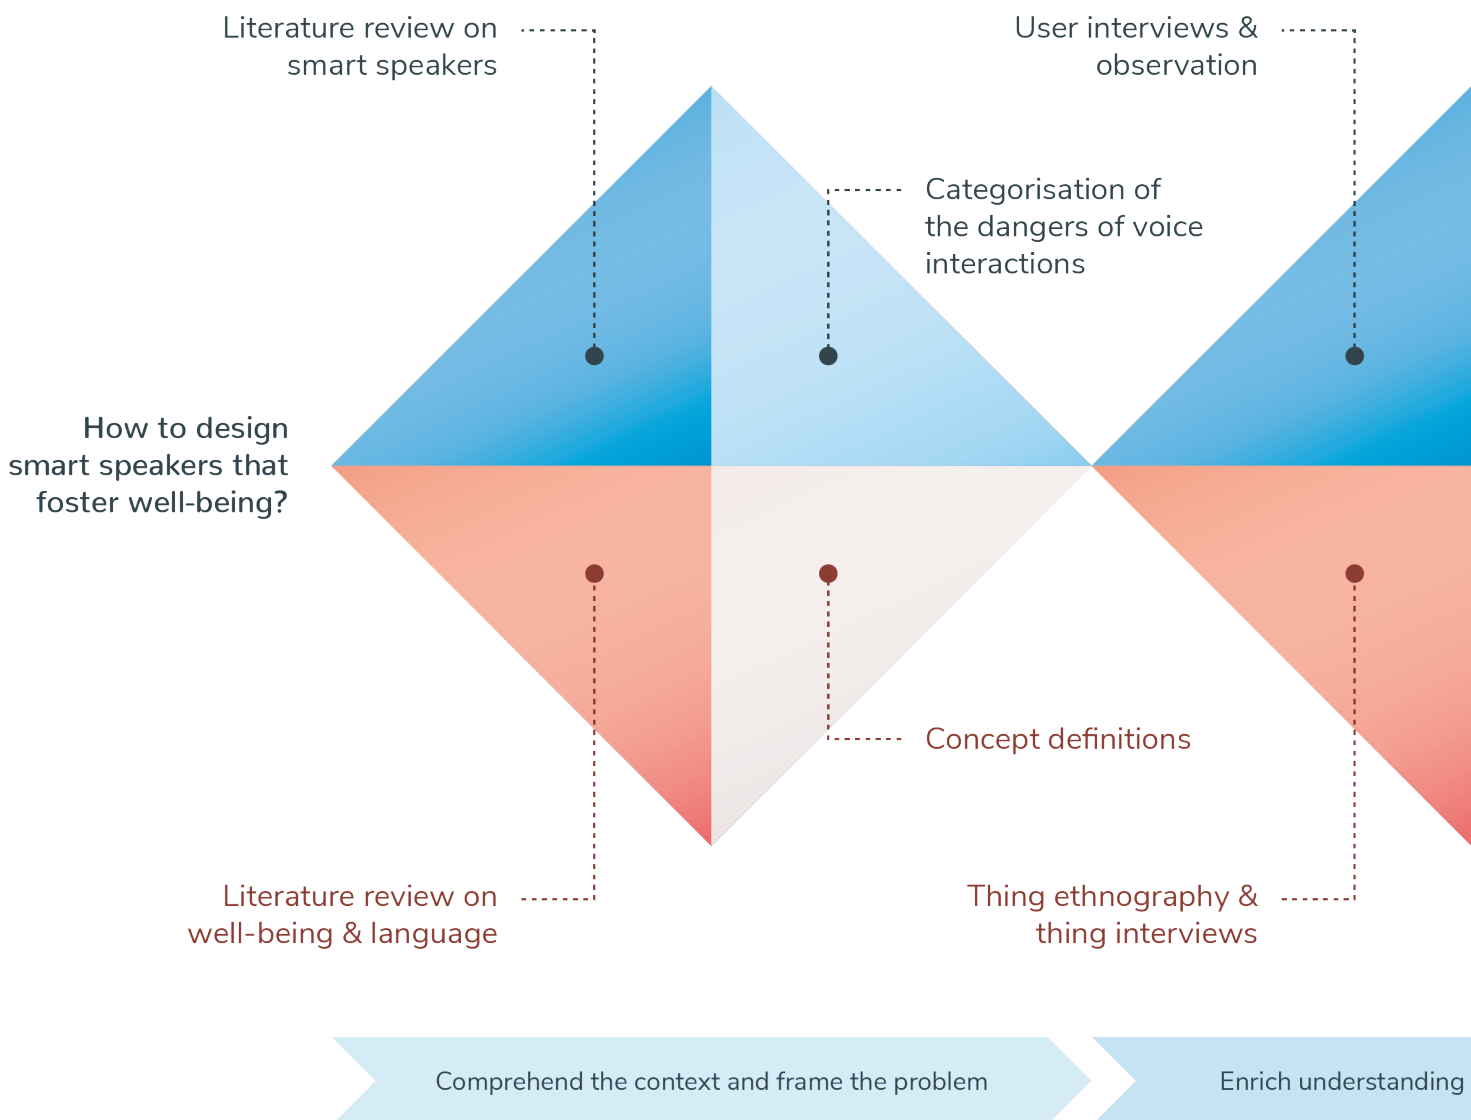 Literature review on
smart speakers
User interviews &
observation
Categorisation of
the dangers of voice
interactions
How to design
smart speakers that
foster well-being?
Concept definitions
Literature review on
well-being & language
Thing ethnography &
thing interviews
Comprehend the context and frame the problem
Enrich understanding